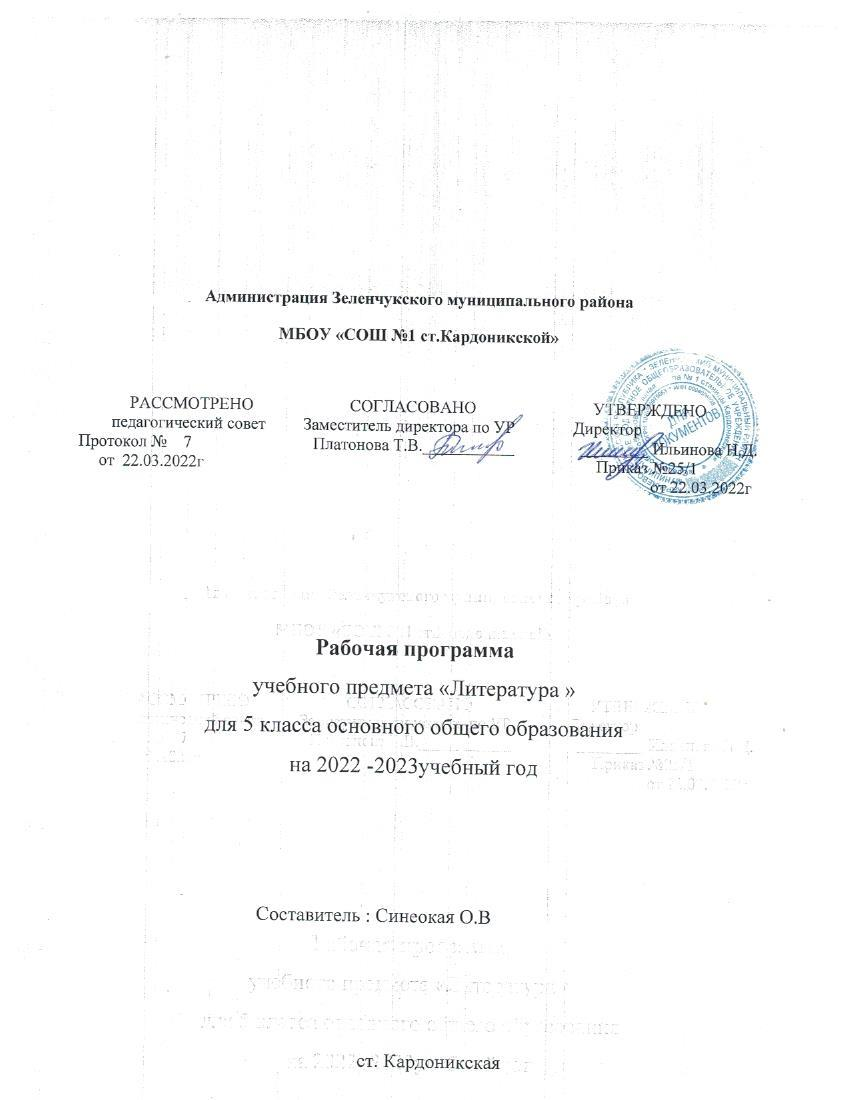 Администрация Зеленчукского муниципального района
МБОУ «СОШ №1 ст.Кардоникской»
РАССМОТРЕНО
педагогический совет
Протокол № 7
от 22.03.2022г
СОГЛАСОВАНО
Заместитель директора по УР
Платонова Т.В.
УТВЕРЖДЕНО
Директор
Ильинова Н.Д.
Приказ №25/1
от 22.03.2022г
ДЛЯ
ДОКУМЕНТОВ
Рабочая программа
учебного предмета «Литература »
для 5 класса основного общего образования
на 2022 -2023учебный год
Составитель : Синеокая О.В
ст. Кардоникская